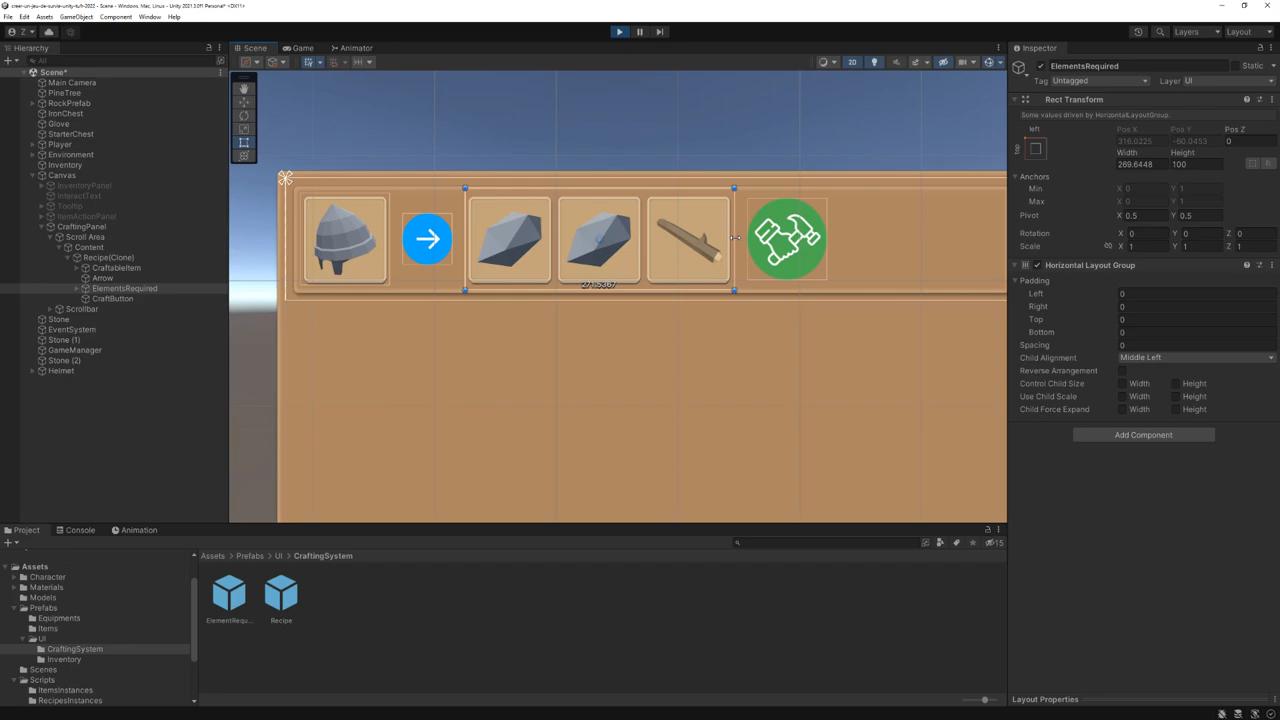 creer-un-jeu-de-survie-unity-tufr-2022 - Scene - Windows, Mac, Linux - Unity 2021.3.0f1 Personal* <DX11>
File Edit Assets GameObject Component Window Help
Z Layers Layout
Hierarchy Scene Game Animator Inspector
All
Scene*
2D
ElementsRequired Static
Tag Untagged Layer UI
Main Camera
PineTree
RockPrefab
IronChest
Glove
StarterChest
Player
Environment
Inventory
Canvas
InventoryPanel
InteractText
Tooltip
ItemActionPanel
CraftingPanel
Scroll Area
Content
Recipe(Clone)
CraftableItem
Arrow
ElementsRequired
CraftButton
Scrollbar
Stone
EventSystem
Stone (1)
GameManager
Stone (2)
Helmet
Rect Transform
Some values driven by HorizontalLayoutGroup.
left Pos X Pos Y Pos Z
top 316.0225 -60.0453 0
Width Height
269.6448 100
Anchors
Min X 0 Y 1
Max X 0 Y 1
Pivot X 0.5 Y 0.5
Rotation X 0 Y 0 Z 0
Scale X 1 Y 1 Z 1
Horizontal Layout Group
Padding
Left 0
Right 0
Top 0
Bottom 0
Spacing 0
Child Alignment Middle Left
Reverse Arrangement
Control Child Size Width Height
Use Child Scale Width Height
Child Force Expand Width Height
Add Component
Project Console Animation
15
Assets > Prefabs > UI > CraftingSystem
Assets
Character
Materials
Models
Prefabs
Equipments
Items
UI
CraftingSystem
Inventory
Scenes
Scripts
ItemsInstances
RecipesInstances
ElementRequ...
Recipe
Layout Properties